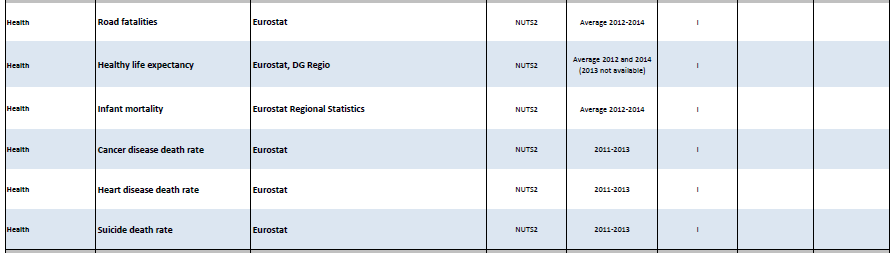 Health Road fatalities Eurostat NUTS2 Average 2012-2014 I
Health Healthy life expectancy Eurostat, DG Regio NUTS2 Average 2012 and 2014 (2013 not available) I
Health Infant mortality Eurostat Regional Statistics NUTS2 Average 2012-2014 I
Health Cancer disease death rate Eurostat NUTS2 2011-2013 I
Health Heart disease death rate Eurostat NUTS2 2011-2013 I
Health Suicide death rate Eurostat NUTS2 2011-2013 I